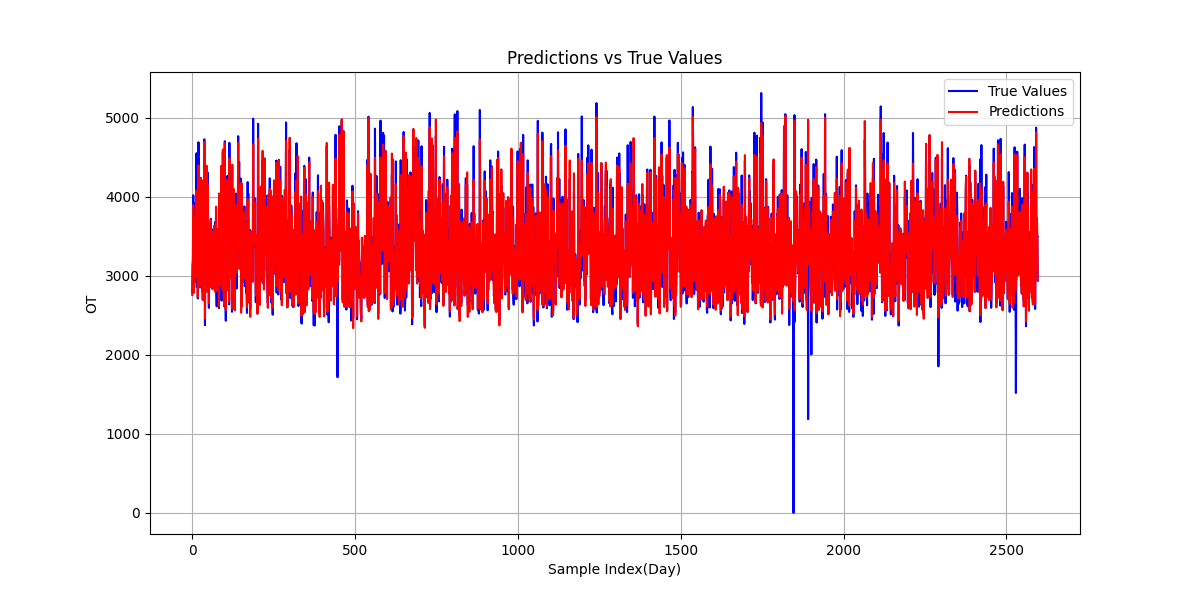 Predictions vs True Values
True Values
Predictions
5000
4000
3000
2000
1000
0
OT
0 500 1000 1500 2000 2500
Sample Index(Day)